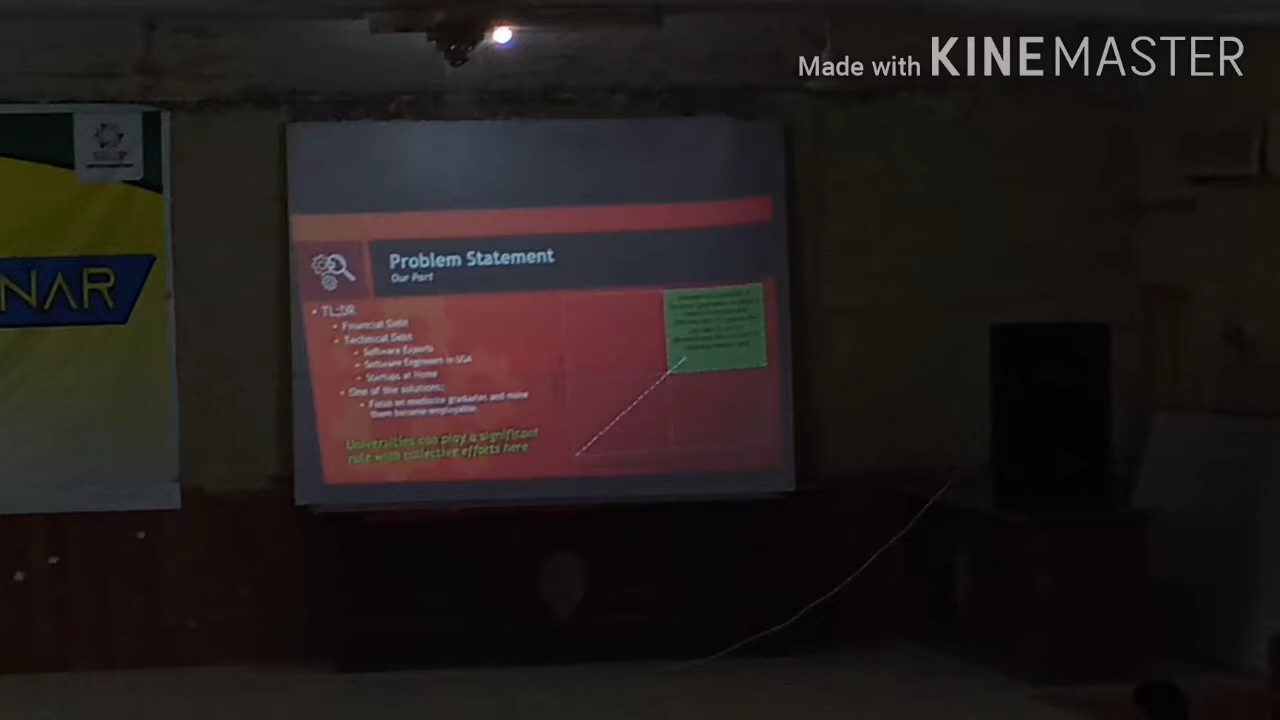 Made with KINEMASTER
NAR
Problem Statement
Our Part
• TL;DR
• Financial Debt
• Technical Debt
• Software Exports
• Software Engineers in USA
• Startups at Home
• One of the solutions:
• Focus on mediocre graduates and make
them become employable.
Universities can play a significant
role with collective efforts here